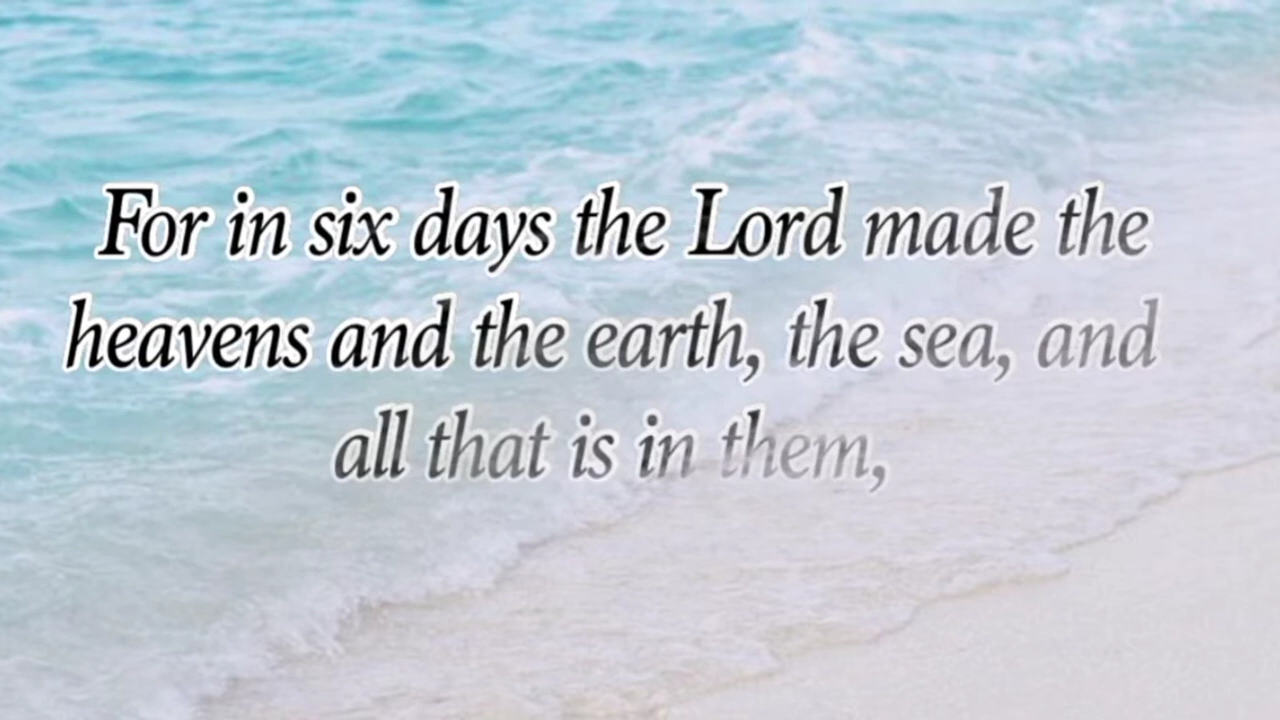 For in six days the Lord made the
heavens and the earth, the sea, and
all that is in them,